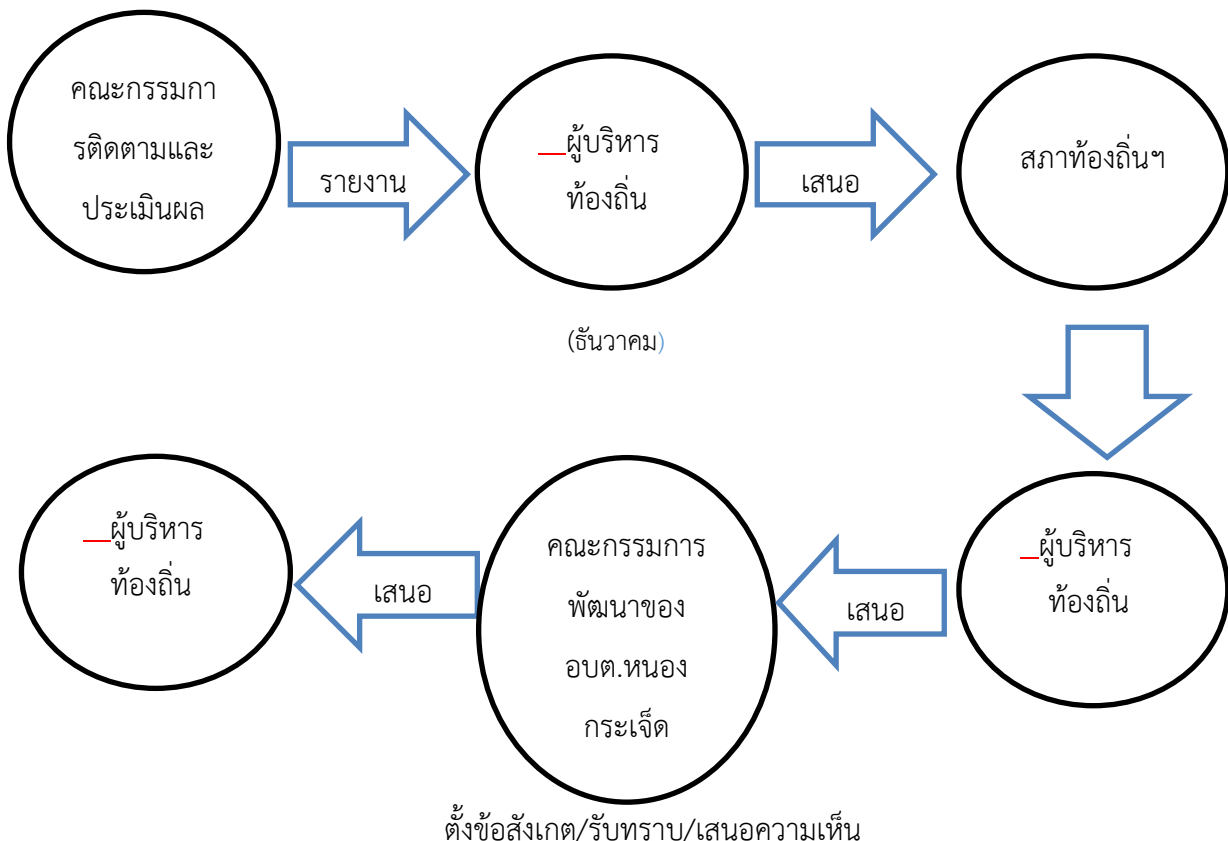 คณะกรรมกา
รติดตามและ
ประเมินผล
รายงาน
ผู้บริหาร
ท้องถิ่น
เสนอ
สภาท้องถิ่นฯ
(ธันวาคม)
ผู้บริหาร
ท้องถิ่น
เสนอ
คณะกรรมการ
พัฒนาของ
อบต.หนอง
กระเจ็ด
เสนอ
ผู้บริหาร
ท้องถิ่น
ตั้งข้อสังเกต/รับทราบ/เสนอความเห็น